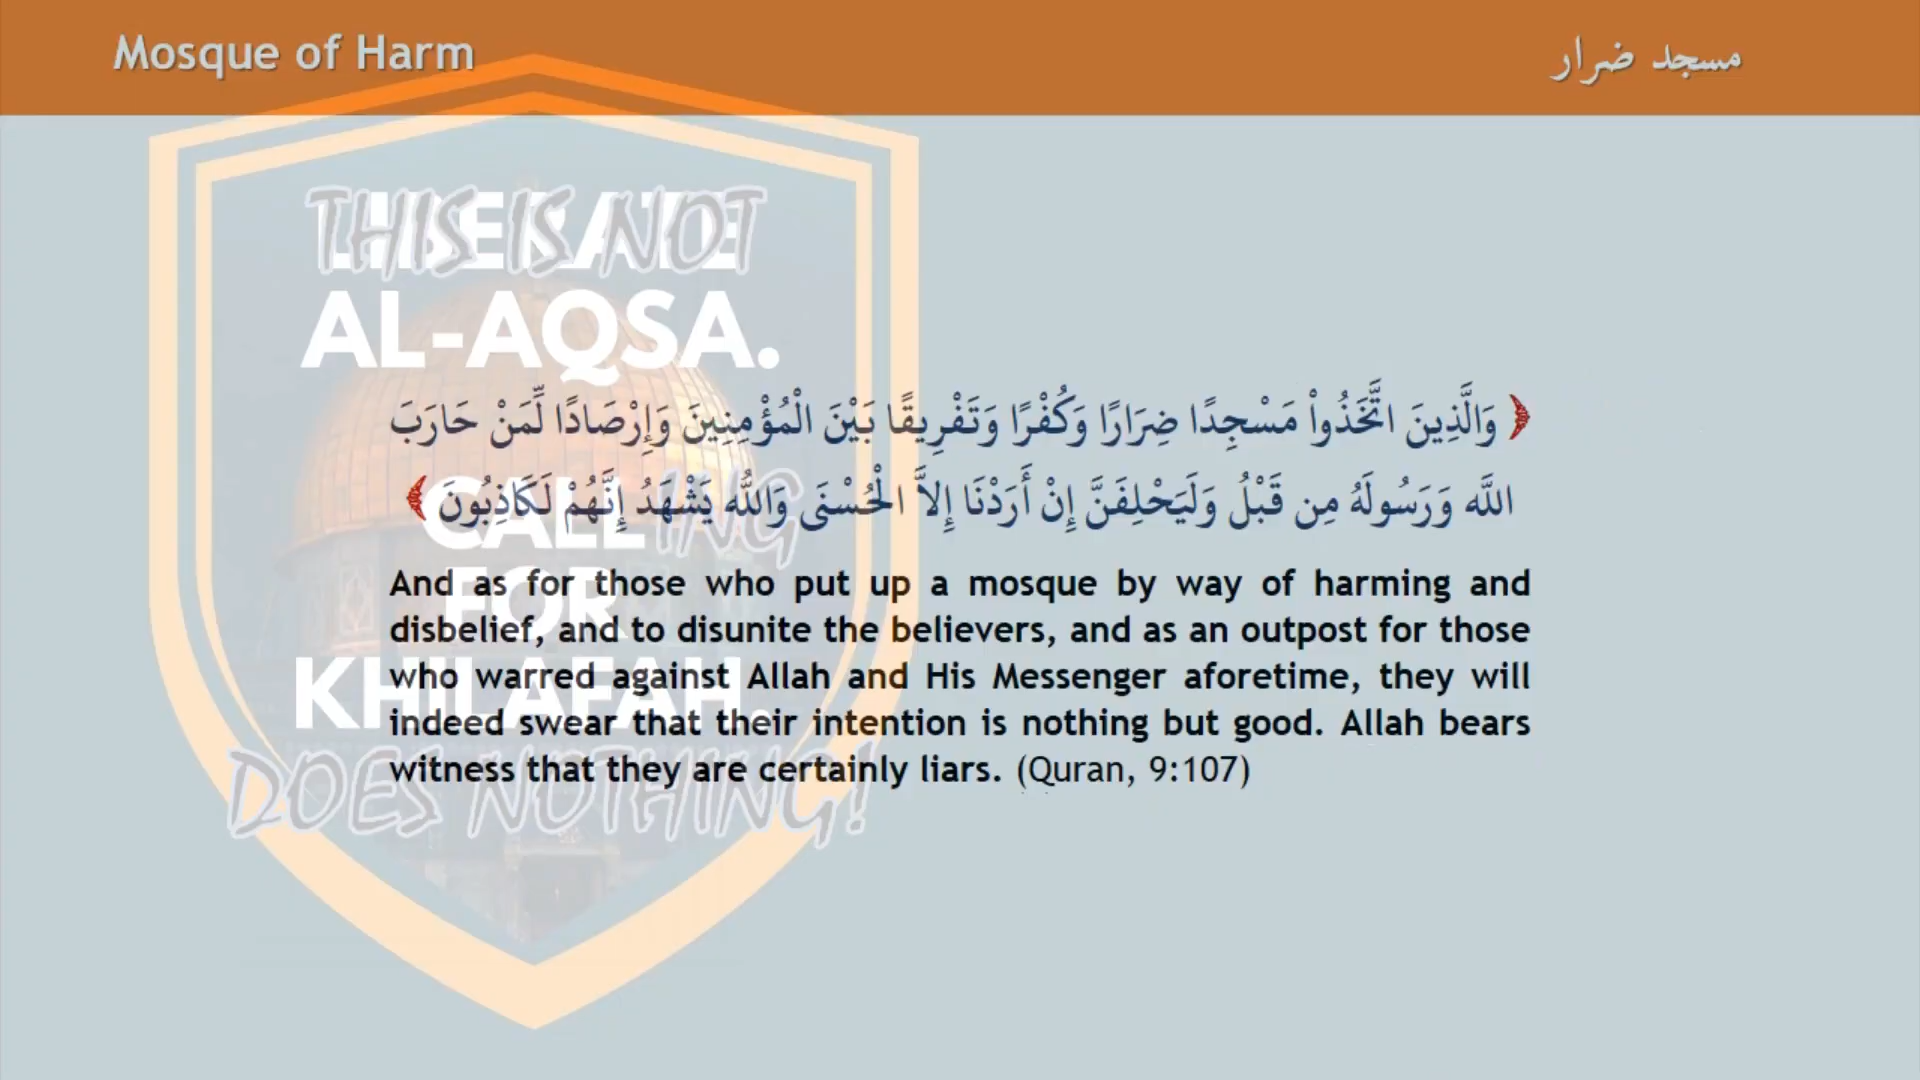 Mosque of Harm
مسجد ضرار
THIS IS NOT
LIBERATE
AL-AQSA.
وَالَّذِينَ اتَّخَذُواْ مَسْجِدًا ضِرَارًا وَكُفْرًا وَتَفْرِيقًا بَيْنَ الْمُؤْمِنِينَ وَإِرْصَادًا لِّمَنْ حَارَبَ
اللَّه وَرَسُولَهُ مِن قَبْلُ وَلَيَحْلِفَنَّ إِنْ أَرَدْنَا إِلاَّ الْحُسْنَى وَاللّه يَشْهَدُ إِنَّهُمْ لَكَاذِبُونَ
CALLING
FOR
KHILAFAH.
DOES NOTHING!
And as for those who put up a mosque by way of harming and
disbelief, and to disunite the believers, and as an outpost for those
who warred against Allah and His Messenger aforetime, they will
indeed swear that their intention is nothing but good. Allah bears
witness that they are certainly liars. (Quran, 9:107)